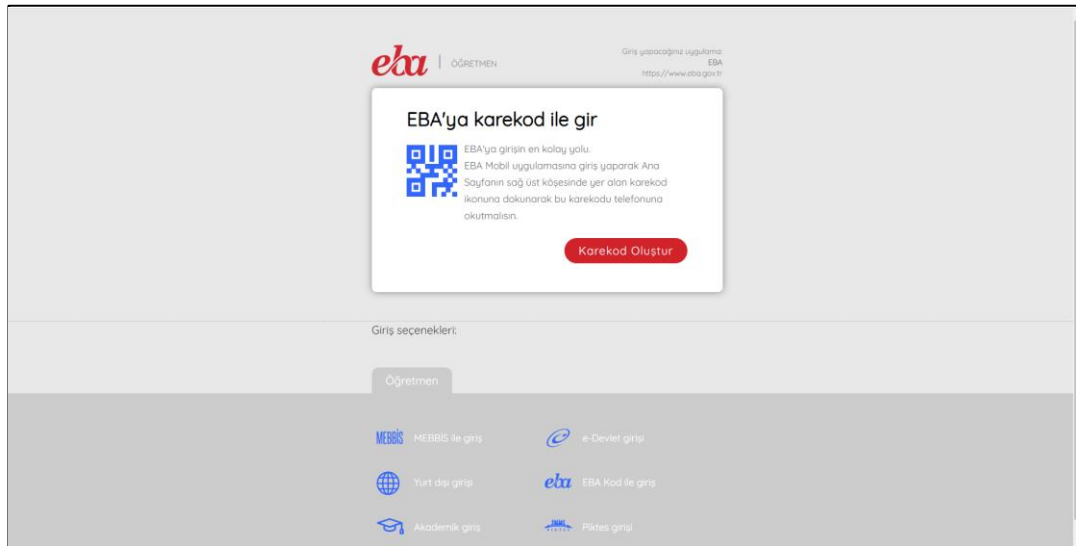 eba | ÖĞRETMEN
Giriş yapacağınız uygulama:
EBA
https://www.eba.gov.tr
EBA'ya karekod ile gir
EBA'ya girişin en kolay yolu.
EBA Mobil uygulamasına giriş yaparak Ana
Sayfanın sağ üst köşesinde yer alan karekod
ikonuna dokunarak bu karekodu telefonuna
okutmalısın.
Karekod Oluştur
Giriş seçenekleri:
Öğretmen
MEBBİS MEBBİS ile giriş
e-Devlet girişi
Yurt dışı girişi
eba EBA Kod ile giriş
Akademik giriş
Piktes girişi